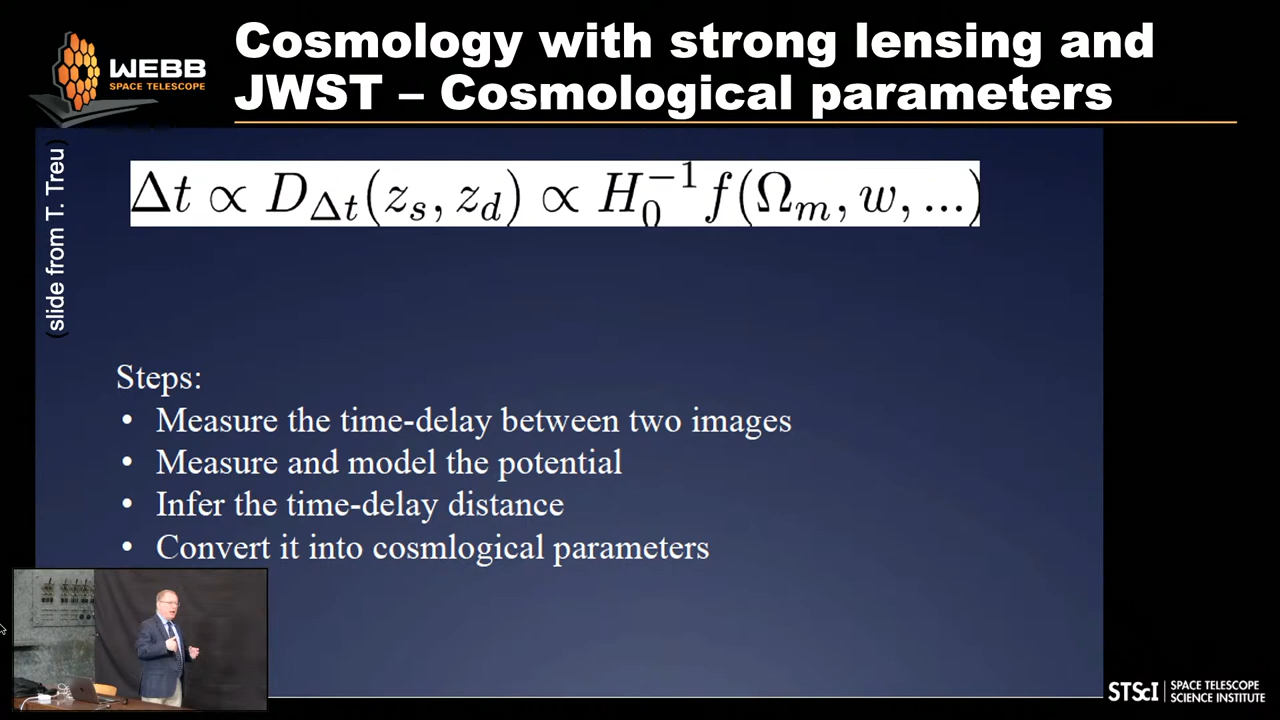 WEBB
SPACE TELESCOPE
Cosmology with strong lensing and
JWST – Cosmological parameters
(slide from T. Treu)
Δt ∝ D_Δt(z_s, z_d) ∝ H_0^−1 f(Ω_m, w, ...)
Steps:
• Measure the time-delay between two images
• Measure and model the potential
• Infer the time-delay distance
• Convert it into cosmlogical parameters
STScI | SPACE TELESCOPE
SCIENCE INSTITUTE